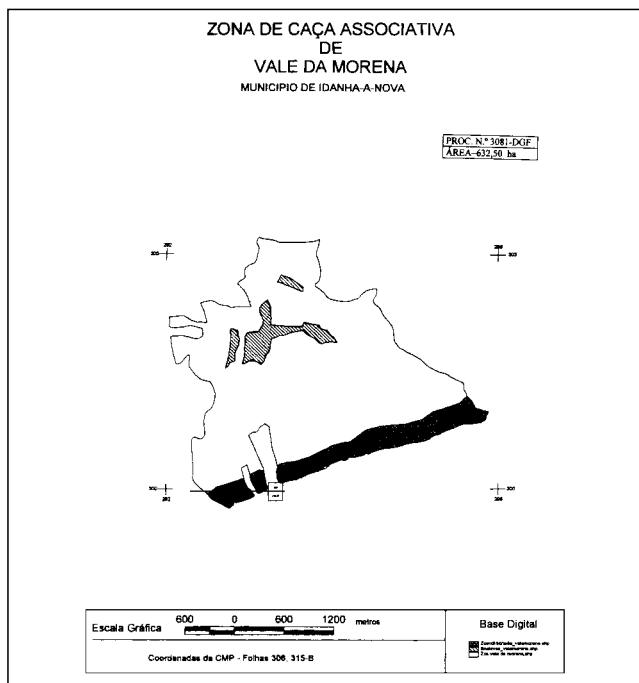 ZONA DE CAÇA ASSOCIATIVA
DE
VALE DA MORENA
MUNICIPIO DE IDANHA-A-NOVA
PROC. N.º 3081-DGF
ÁREA-632,50 ha
Escala Gráfica
600 0 600 1200 metros
Coordenadas da CMP - Folhas 306, 315-B
Base Digital